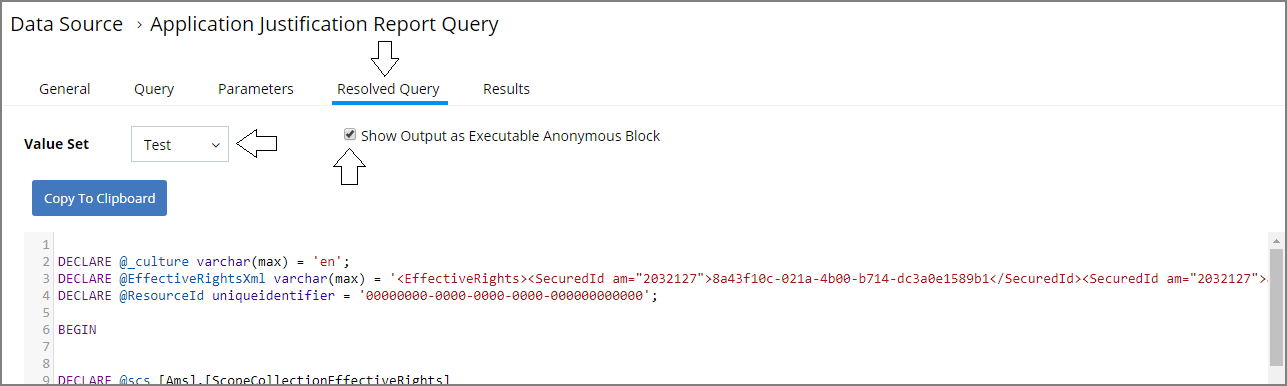 Data Source › Application Justification Report Query
General Query Parameters Resolved Query Results
Value Set Test Show Output as Executable Anonymous Block
Copy To Clipboard
1
2 DECLARE @_culture varchar(max) = 'en';
3 DECLARE @EffectiveRightsXml varchar(max) = '<EffectiveRights><SecuredId am="2032127">8a43f10c-021a-4b00-b714-dc3a0e1589b1</SecuredId><SecuredId am="2032127">
4 DECLARE @ResourceId uniqueidentifier = '00000000-0000-0000-0000-000000000000';
5
6 BEGIN
7
8
9 DECLARE @scs [Ams].[ScopeCollectionEffectiveRights]